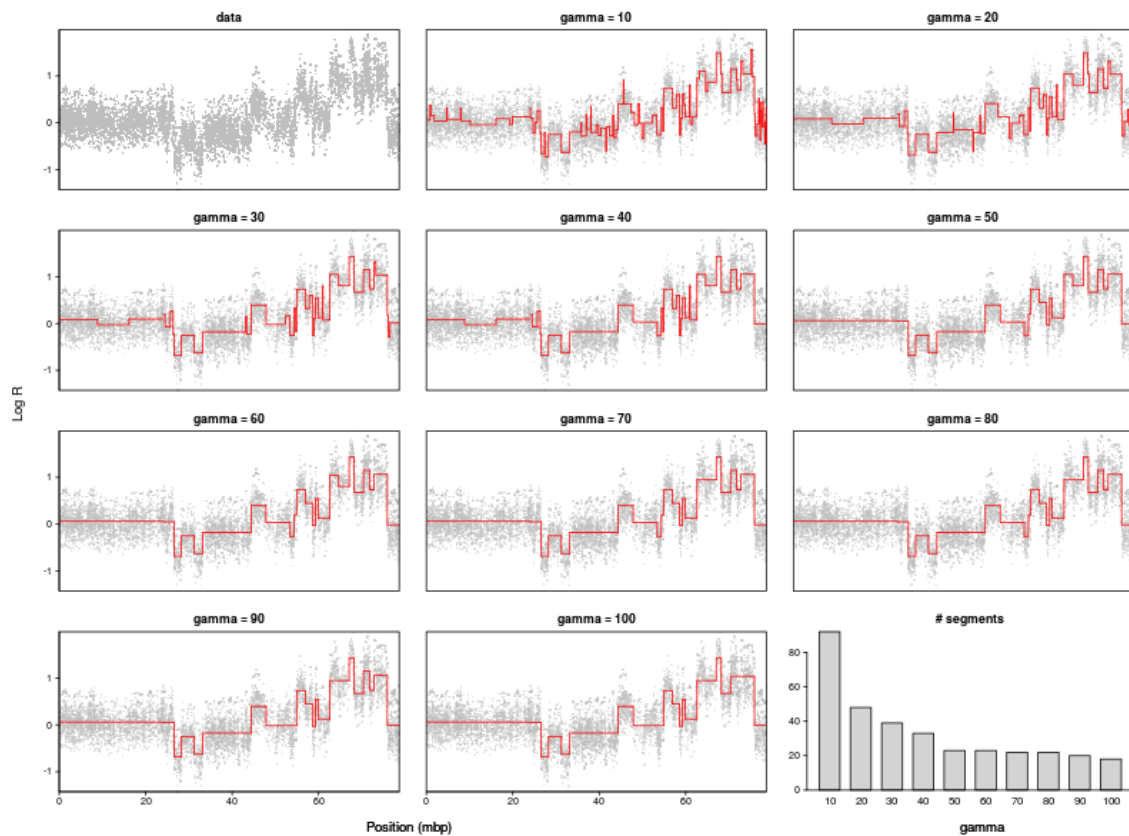 data
gamma = 10
gamma = 20
1
0
-1
gamma = 30
gamma = 40
gamma = 50
1
0
-1
Log R
gamma = 60
gamma = 70
gamma = 80
1
0
-1
gamma = 90
gamma = 100
# segments
1
0
-1
80
60
40
20
0
0 20 40 60
0 20 40 60
10 20 30 40 50 60 70 80 90 100
Position (mbp)
gamma